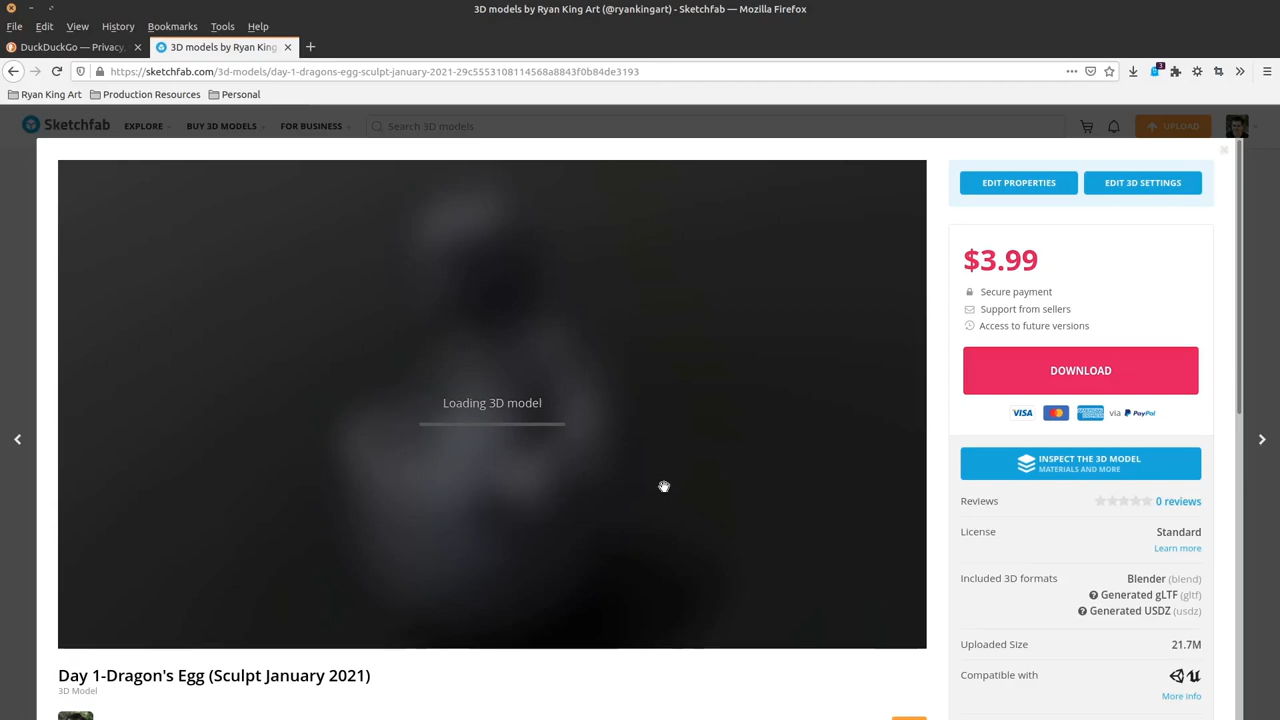 3D models by Ryan King Art (@ryankingart) - Sketchfab — Mozilla Firefox
File Edit View History Bookmarks Tools Help
DuckDuckGo — Privacy,
3D models by Ryan King
https://sketchfab.com/3d-models/day-1-dragons-egg-sculpt-january-2021-29c5553108114568a8843f0b84de3193
3
Ryan King Art Production Resources Personal
Sketchfab EXPLORE BUY 3D MODELS FOR BUSINESS Search 3D models UPLOAD
EDIT PROPERTIES EDIT 3D SETTINGS
$3.99
Secure payment
Support from sellers
Access to future versions
DOWNLOAD
VISA via PayPal
INSPECT THE 3D MODEL
MATERIALS AND MORE
Loading 3D model
Reviews 0 reviews
License Standard
Learn more
Included 3D formats Blender (blend)
Generated glTF (gltf)
Generated USDZ (usdz)
Uploaded Size 21.7M
Compatible with
More info
Day 1-Dragon's Egg (Sculpt January 2021)
3D Model